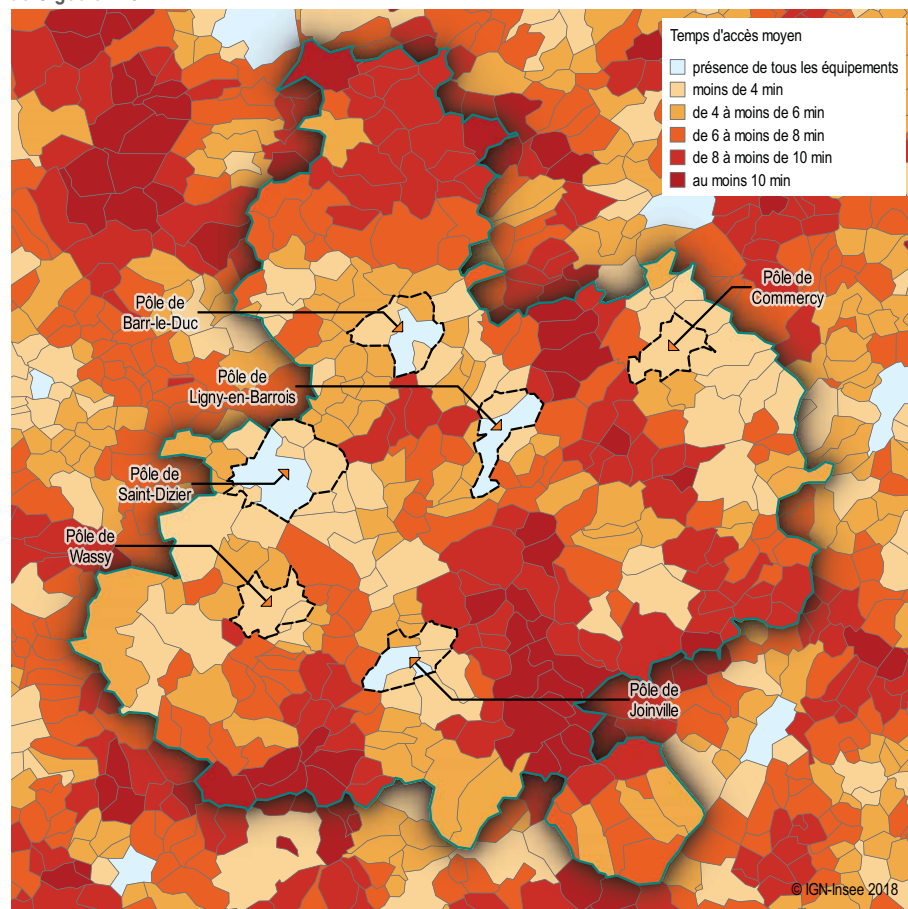 Temps d'accès moyen
présence de tous les équipements
moins de 4 min
de 4 à moins de 6 min
de 6 à moins de 8 min
de 8 à moins de 10 min
au moins 10 min
Pôle de
Commercy
Pôle de
Barr-le-Duc
Pôle de
Ligny-en-Barrois
Pôle de
Saint-Dizier
Pôle de
Wassy
Pôle de
Joinville
© IGN-Insee 2018